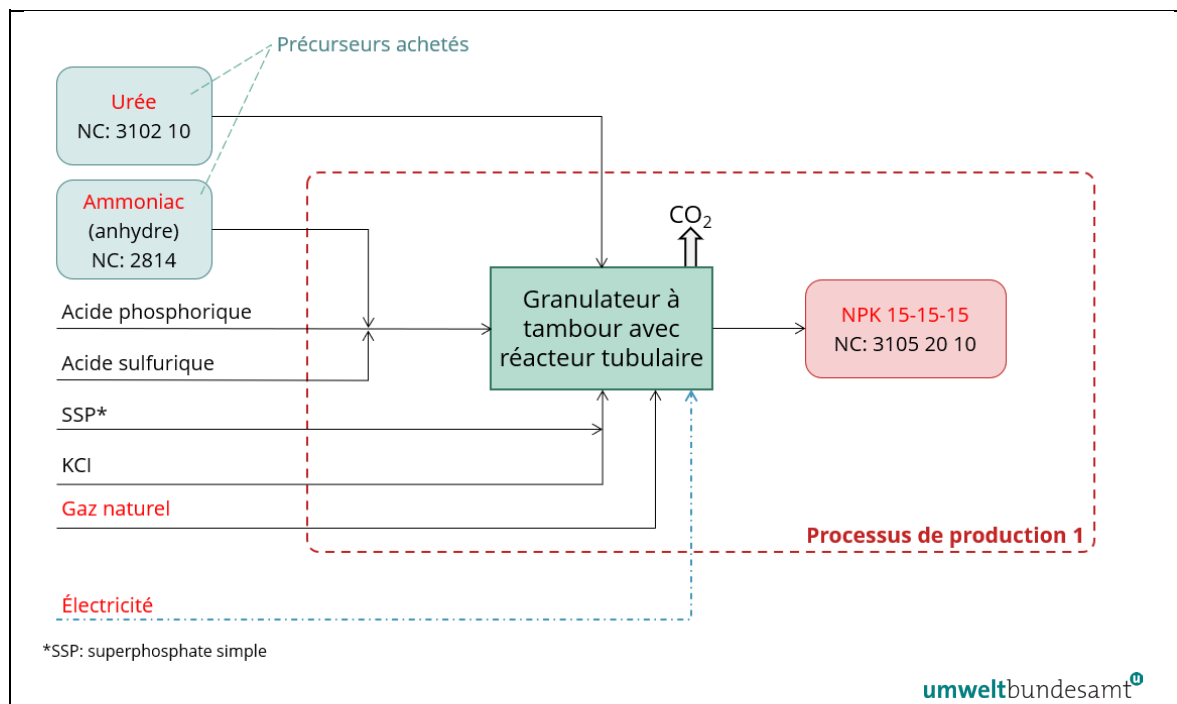 Précurseurs achetés
Urée
NC: 3102 10
Ammoniac
(anhydre)
NC: 2814
CO2
Acide phosphorique
Acide sulfurique
SSP*
KCI
Gaz naturel
Granulateur à
tambour avec
réacteur tubulaire
NPK 15-15-15
NC: 3105 20 10
Processus de production 1
Électricité
*SSP: superphosphate simple
umweltbundesamt
u